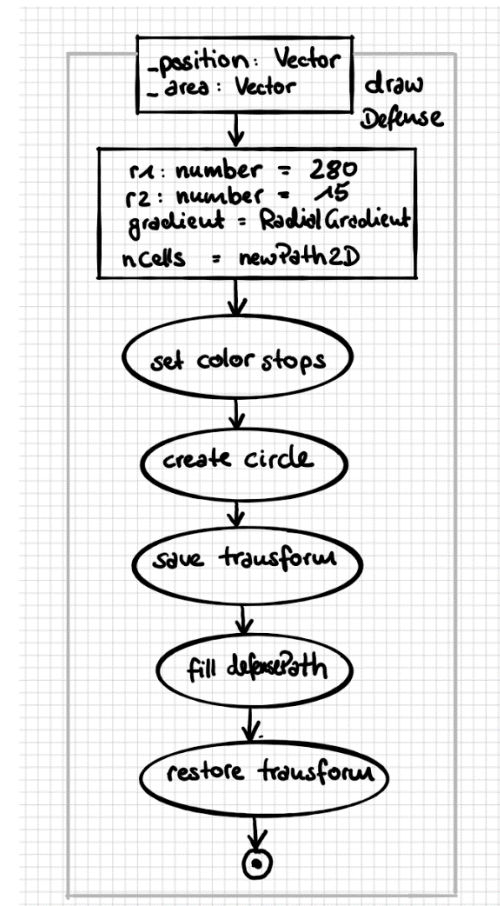 _position: Vector
_area: Vector
draw
Defense
r1: number = 280
r2: number = 15
gradient = RadialGradient
nCells = newPath2D
set color stops
create circle
save transform
fill defensePath
restore transform